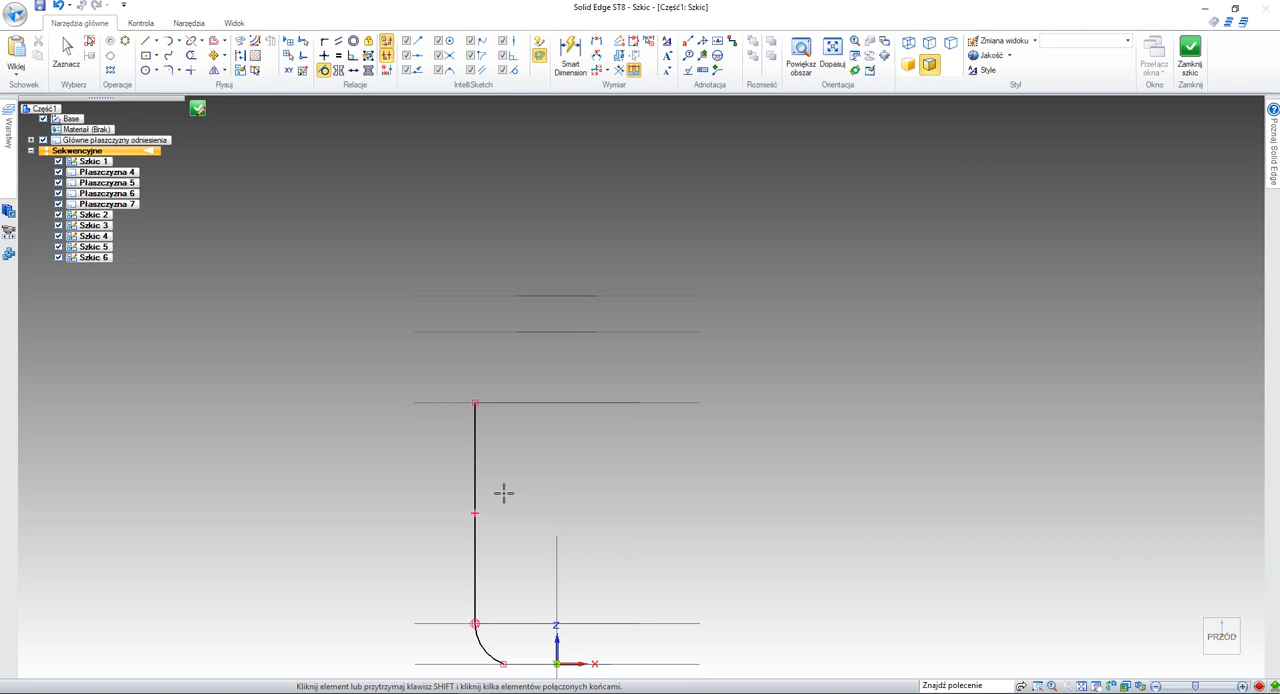 Solid Edge ST8 - Szkic - [Część1: Szkic]
Narzędzia główne Kontrola Narzędzia Widok
Wklej
Zaznacz
Smart
Dimension
Powiększ
obszar
Dopasuj
Zmiana widoku
Jakość
Style
Przełącz
okna
Zamknij
szkic
Schowek Wybierz Operacje Rysuj Relacje IntelliSketch Wymiar Adnotacja Rozmieść Orientacja Styl Okno Zamknij
Warstwy
Poznaj Solid Edge
Część1
Base
Materiał (Brak)
Główne płaszczyzny odniesienia
Sekwencyjne
Szkic 1
Płaszczyzna 4
Płaszczyzna 5
Płaszczyzna 6
Płaszczyzna 7
Szkic 2
Szkic 3
Szkic 4
Szkic 5
Szkic 6
Z
X
PRZÓD
Kliknij element lub przytrzymaj klawisz SHIFT i kliknij kilka elementów połączonych końcami.
Znajdź polecenie